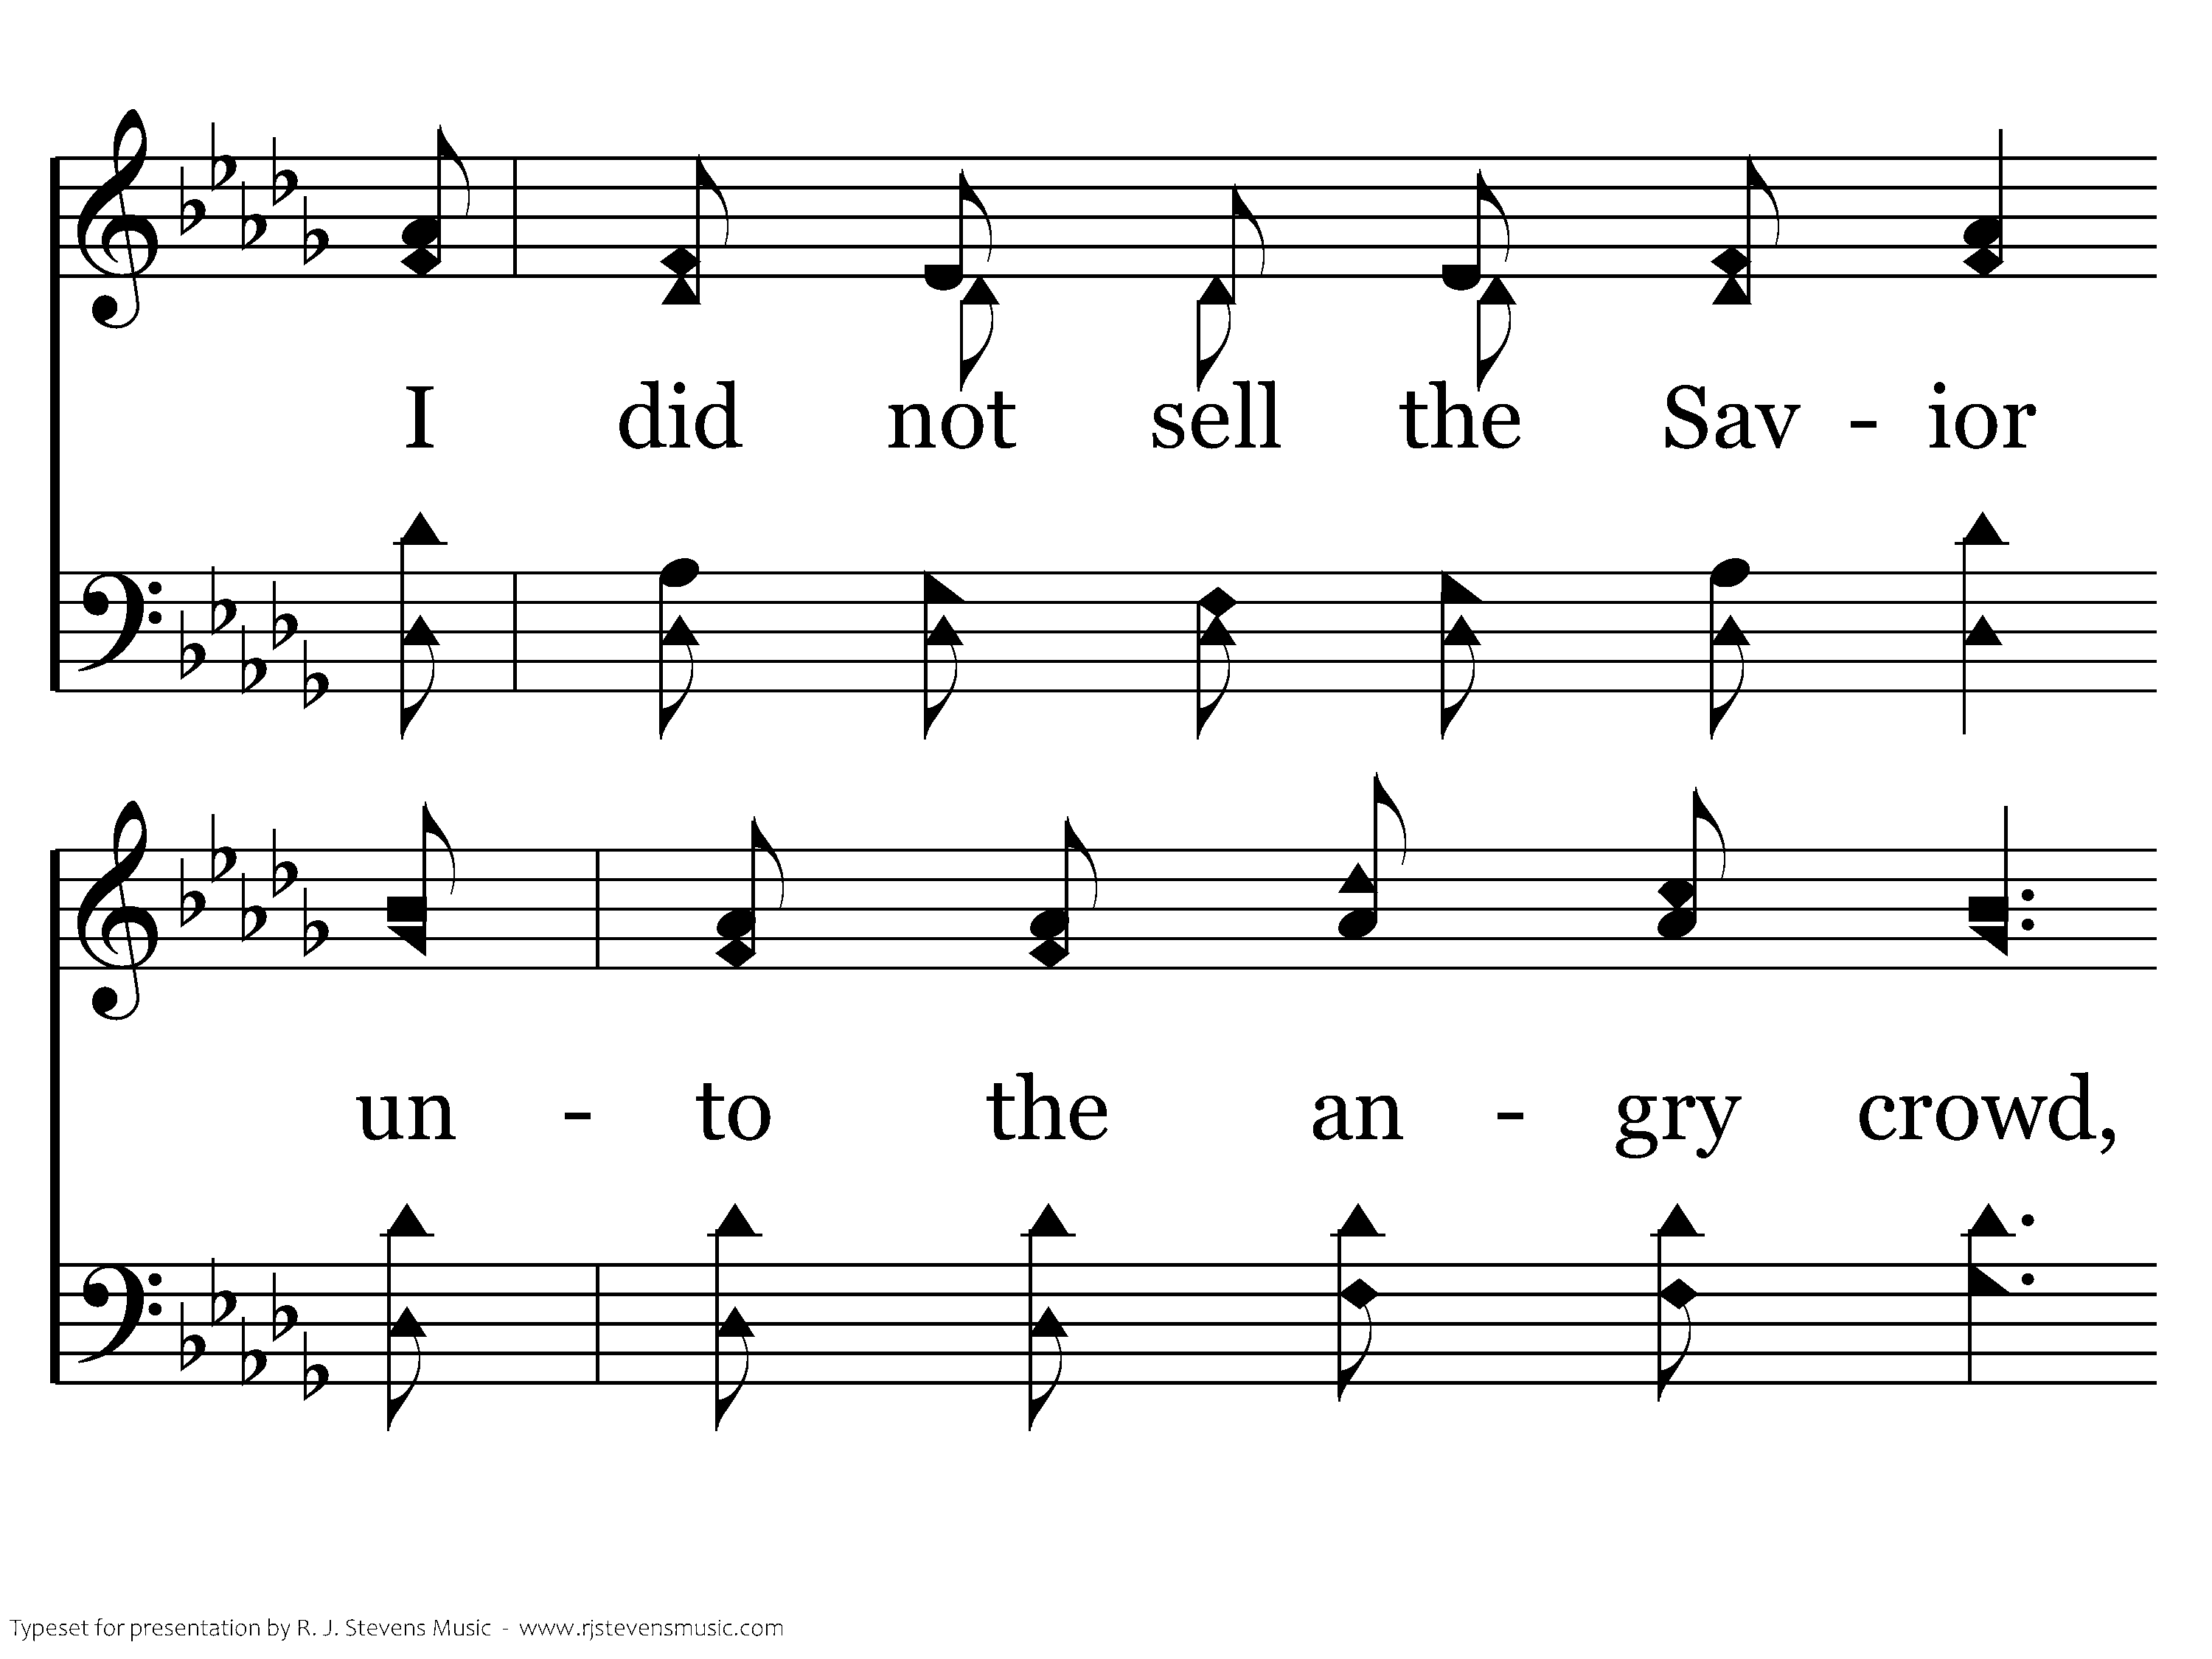 I did not sell the Sav - ior
un - to the an - gry crowd,
Typeset for presentation by R. J. Stevens Music - www.rjstevensmusic.com